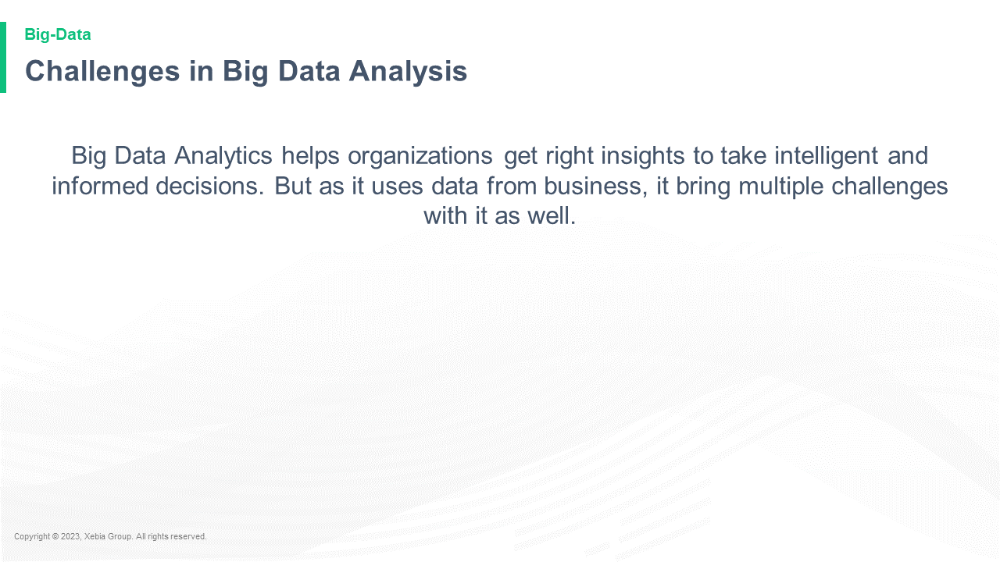 Big-Data
Challenges in Big Data Analysis
Big Data Analytics helps organizations get right insights to take intelligent and
informed decisions. But as it uses data from business, it bring multiple challenges
with it as well.
Copyright © 2023, Xebia Group. All rights reserved.